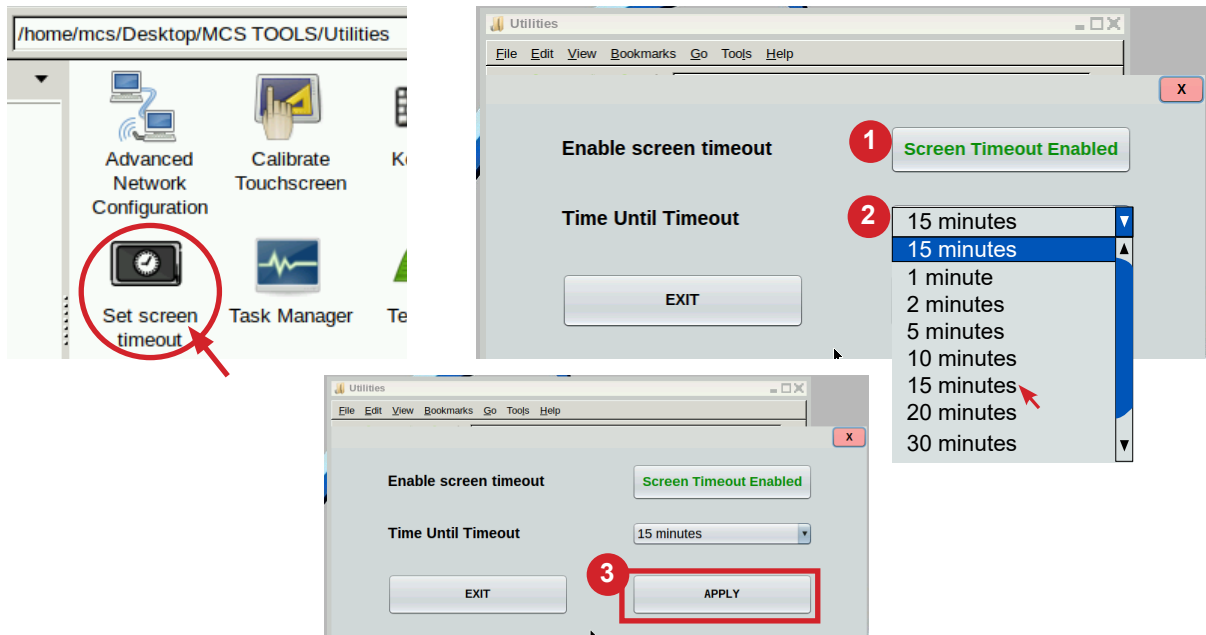 /home/mcs/Desktop/MCS TOOLS/Utilities
Advanced
Network
Configuration
Calibrate
Touchscreen
Set screen
timeout
Task Manager
Utilities
File Edit View Bookmarks Go Tools Help
X
Enable screen timeout
1
Screen Timeout Enabled
Time Until Timeout
2
15 minutes
15 minutes
1 minute
2 minutes
5 minutes
10 minutes
15 minutes
20 minutes
30 minutes
EXIT
Utilities
File Edit View Bookmarks Go Tools Help
X
Enable screen timeout
Screen Timeout Enabled
Time Until Timeout
15 minutes
3
EXIT
APPLY